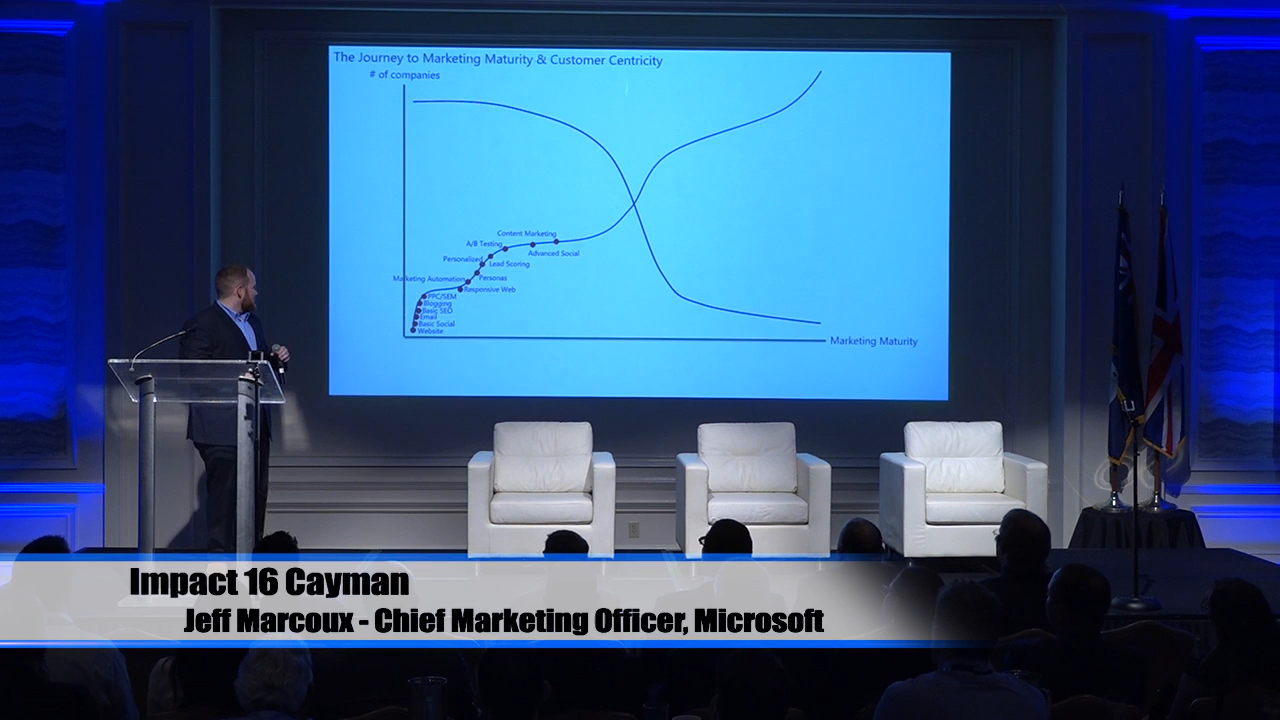 The Journey to Marketing Maturity & Customer Centricity
# of companies
Content Marketing
A/B Testing
Advanced Social
Personalized
Lead Scoring
Marketing Automation
Personas
Responsive Web
PPC/SEM
Blogging
Basic SEO
Email
Basic Social
Website
Marketing Maturity
Impact 16 Cayman
Jeff Marcoux - Chief Marketing Officer, Microsoft